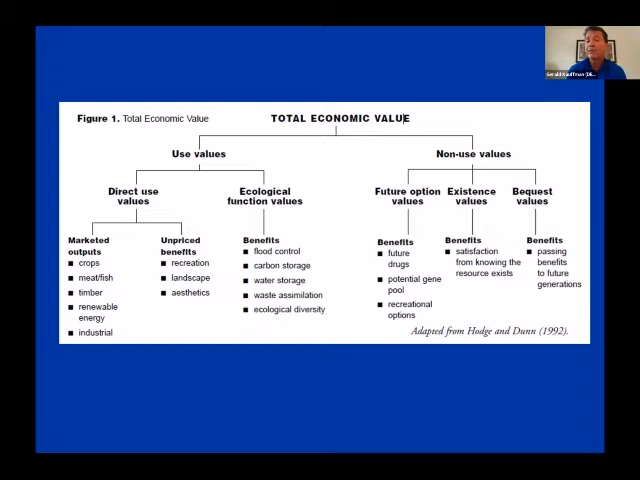 Gerald Kauffman (DE...
Figure 1. Total Economic Value
TOTAL ECONOMIC VALUE
Use values
Non-use values
Direct use
values
Ecological
function values
Future option
values
Existence
values
Bequest
values
Marketed
outputs
■ crops
■ meat/fish
■ timber
■ renewable
energy
■ industrial
Unpriced
benefits
■ recreation
■ landscape
■ aesthetics
Benefits
■ flood control
■ carbon storage
■ water storage
■ waste assimilation
■ ecological diversity
Benefits
■ future
drugs
■ potential gene
pool
■ recreational
options
Benefits
■ satisfaction
from knowing the
resource exists
Benefits
■ passing
benefits
to future
generations
Adapted from Hodge and Dunn (1992).